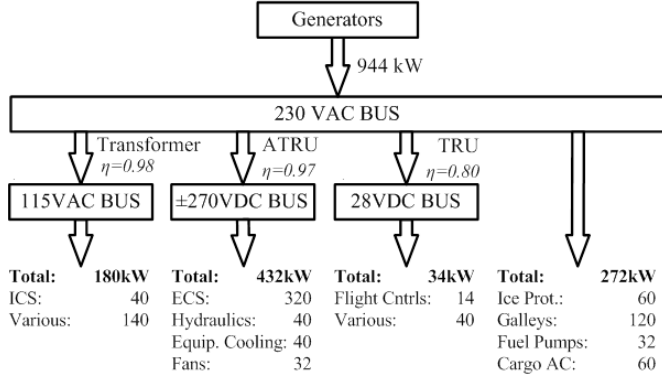 Generators
944 kW
230 VAC BUS
Transformer
η=0.98
ATRU
η=0.97
TRU
η=0.80
115VAC BUS
±270VDC BUS
28VDC BUS
Total: 180kW
ICS: 40
Various: 140
Total: 432kW
ECS: 320
Hydraulics: 40
Equip. Cooling: 40
Fans: 32
Total: 34kW
Flight Cntrls: 14
Various: 40
Total: 272kW
Ice Prot.: 60
Galleys: 120
Fuel Pumps: 32
Cargo AC: 60